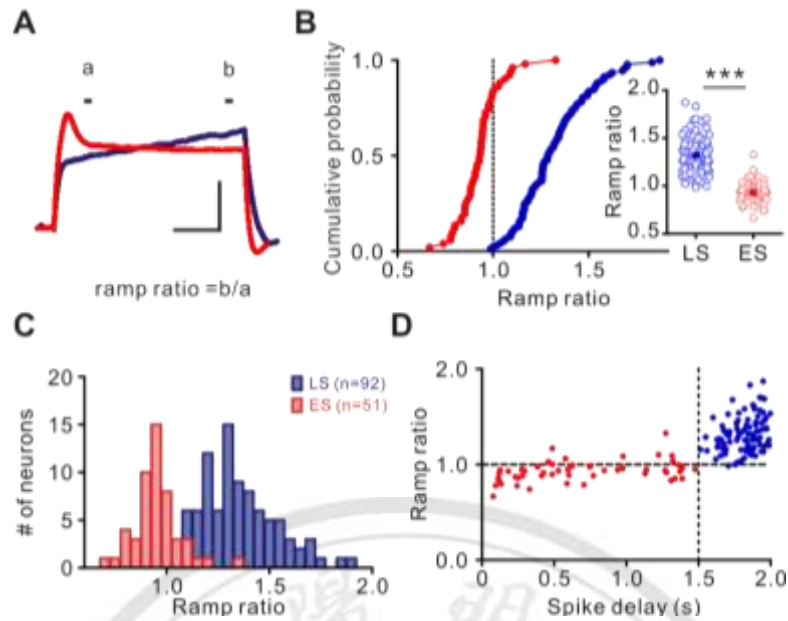 A
a
b
ramp ratio =b/a
B
Cumulative probability
1.0
0.5
0.0
0.5
1.0
1.5
Ramp ratio
***
Ramp ratio
2.0
1.5
1.0
0.5
LS
ES
C
# of neurons
20
15
10
5
0
LS (n=92)
ES (n=51)
1.0
1.5
2.0
Ramp ratio
D
Ramp ratio
2.0
1.0
0.0
0
0.5
1.0
1.5
2.0
Spike delay (s)